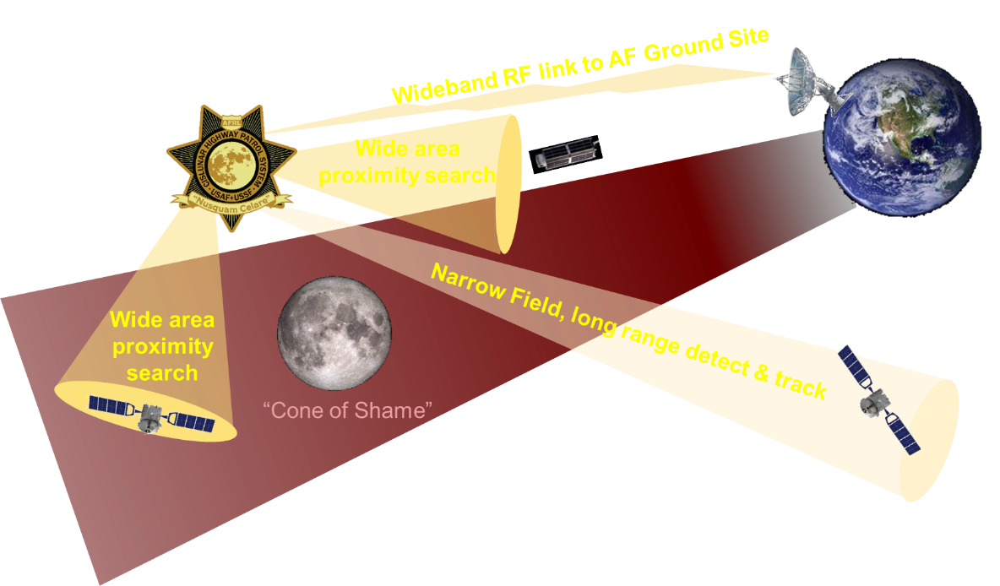 Wideband RF link to AF Ground Site
AFRL
CISLUNAR HIGHWAY PATROL SYSTEM
• USAF+USSF •
"Nusquam Celare"
Wide area
proximity search
Narrow Field, long range detect & track
Wide area
proximity
search
“Cone of Shame”